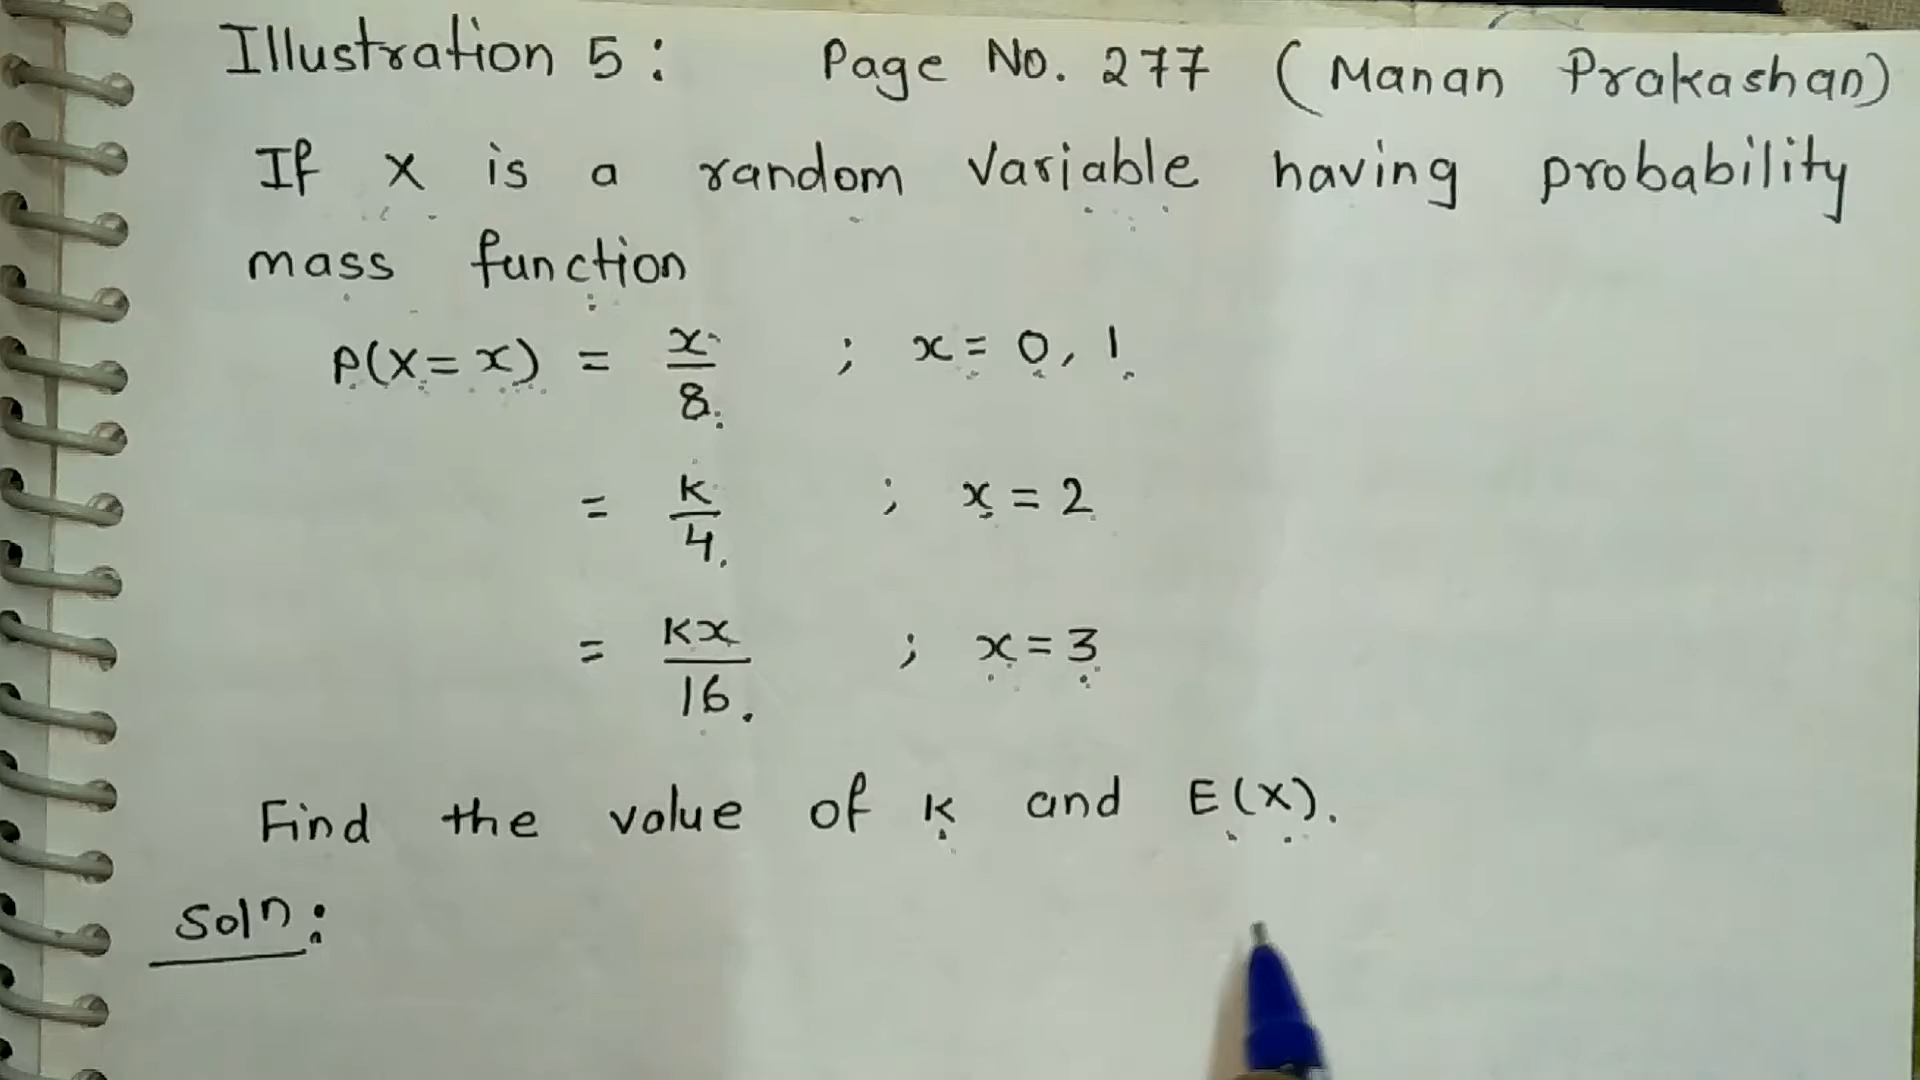 Illustration 5 : Page No. 277 (Manan Prakashan)
If X is a random variable having probability
mass function
P(X = x) = x/8 ; x = 0, 1
= k/4 ; x = 2
= kx/16 ; x = 3
Find the value of k and E(X).
Solⁿ :